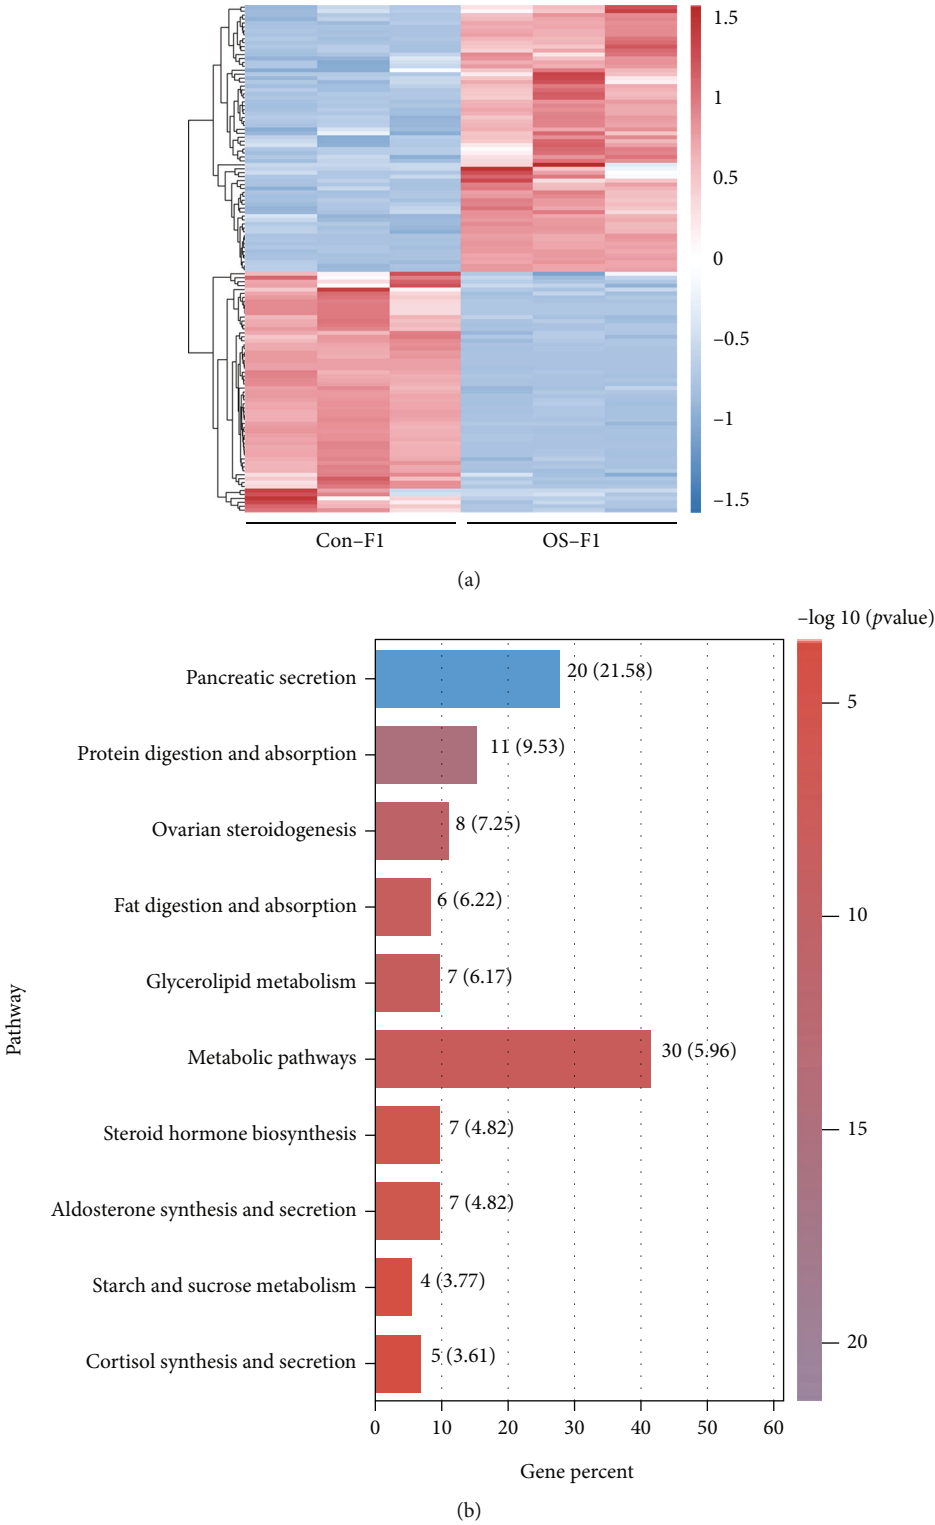 1.5
1
0.5
0
–0.5
–1
–1.5
Con–F1
OS–F1
(a)
–log 10 (pvalue)
Pancreatic secretion
20 (21.58)
5
Protein digestion and absorption
11 (9.53)
Ovarian steroidogenesis
8 (7.25)
Fat digestion and absorption
6 (6.22)
10
Glycerolipid metabolism
7 (6.17)
Pathway
Metabolic pathways
30 (5.96)
Steroid hormone biosynthesis
7 (4.82)
15
Aldosterone synthesis and secretion
7 (4.82)
Starch and sucrose metabolism
4 (3.77)
20
Cortisol synthesis and secretion
5 (3.61)
0 10 20 30 40 50 60
Gene percent
(b)